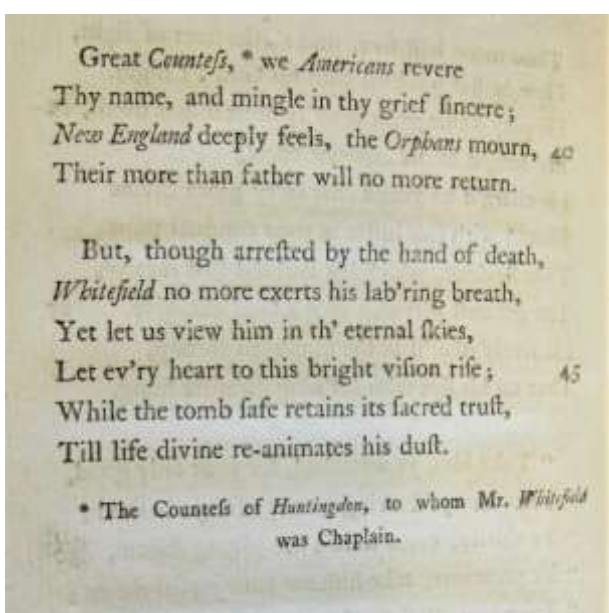 Great Counteſs, * we Americans revere
Thy name, and mingle in thy grief ſincere;
New England deeply feels, the Orphans mourn, 40
Their more than father will no more return.
But, though arreſted by the hand of death,
Whitefield no more exerts his lab'ring breath,
Yet let us view him in th' eternal ſkies,
Let ev'ry heart to this bright viſion riſe; 45
While the tomb ſafe retains its ſacred truſt,
Till life divine re-animates his duſt.
* The Counteſs of Huntingdon, to whom Mr. Whitefield
was Chaplain.